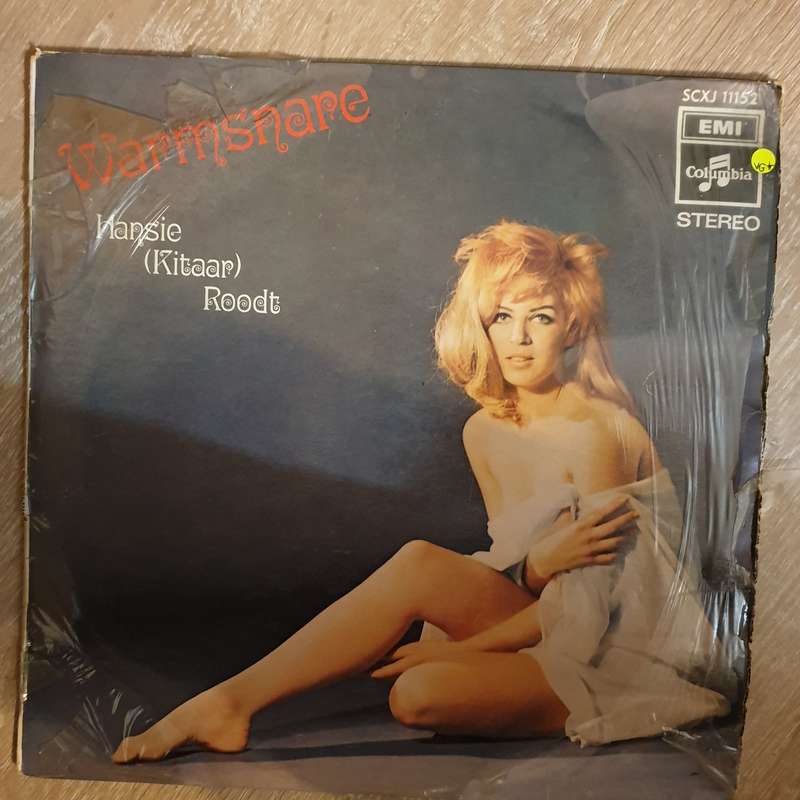 Warmsnare
Hansie
(Kitaar)
Roodt
SCXJ 11152
EMI
Columbia
STEREO
VG+